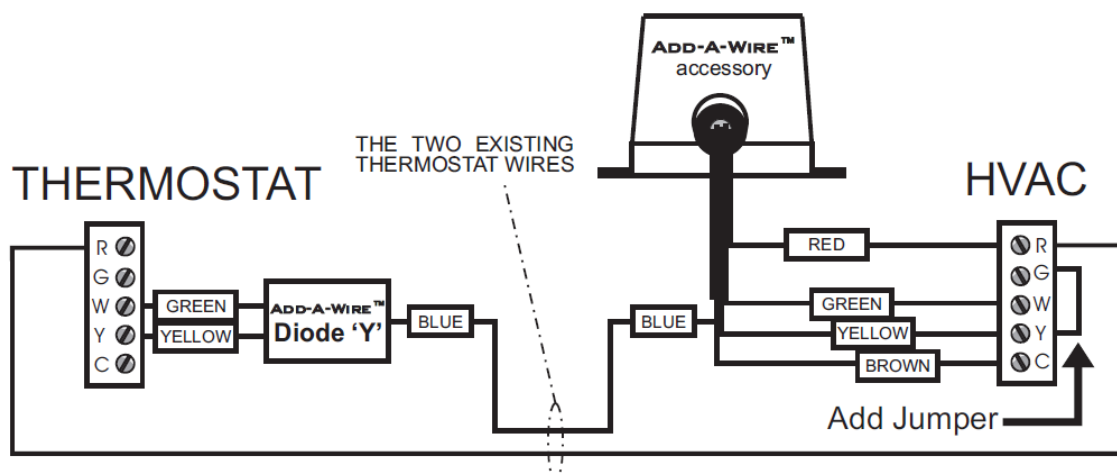 ADD-A-WIRE™
accessory
THE TWO EXISTING
THERMOSTAT WIRES
THERMOSTAT
HVAC
R
G
W
Y
C
GREEN
YELLOW
ADD-A-WIRE™
Diode 'Y'
BLUE
BLUE
RED
GREEN
YELLOW
BROWN
R
G
W
Y
C
Add Jumper